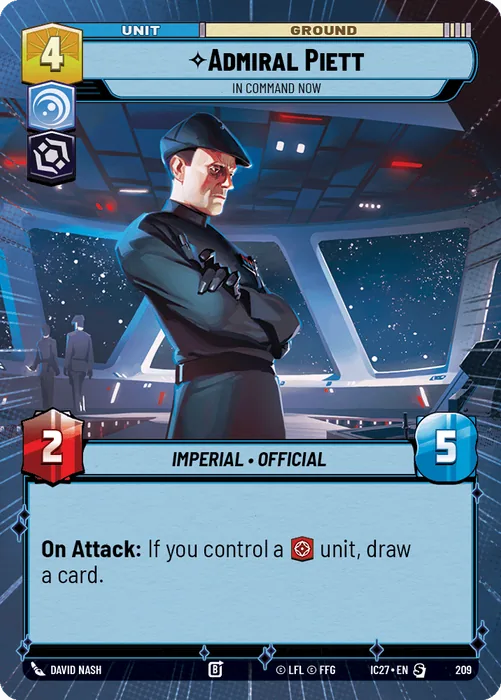 4
UNIT
GROUND
ADMIRAL PIETT
IN COMMAND NOW
2
IMPERIAL • OFFICIAL
5
On Attack: If you control a unit, draw
a card.
DAVID NASH
B
© LFL © FFG
IC27 • EN
S
209